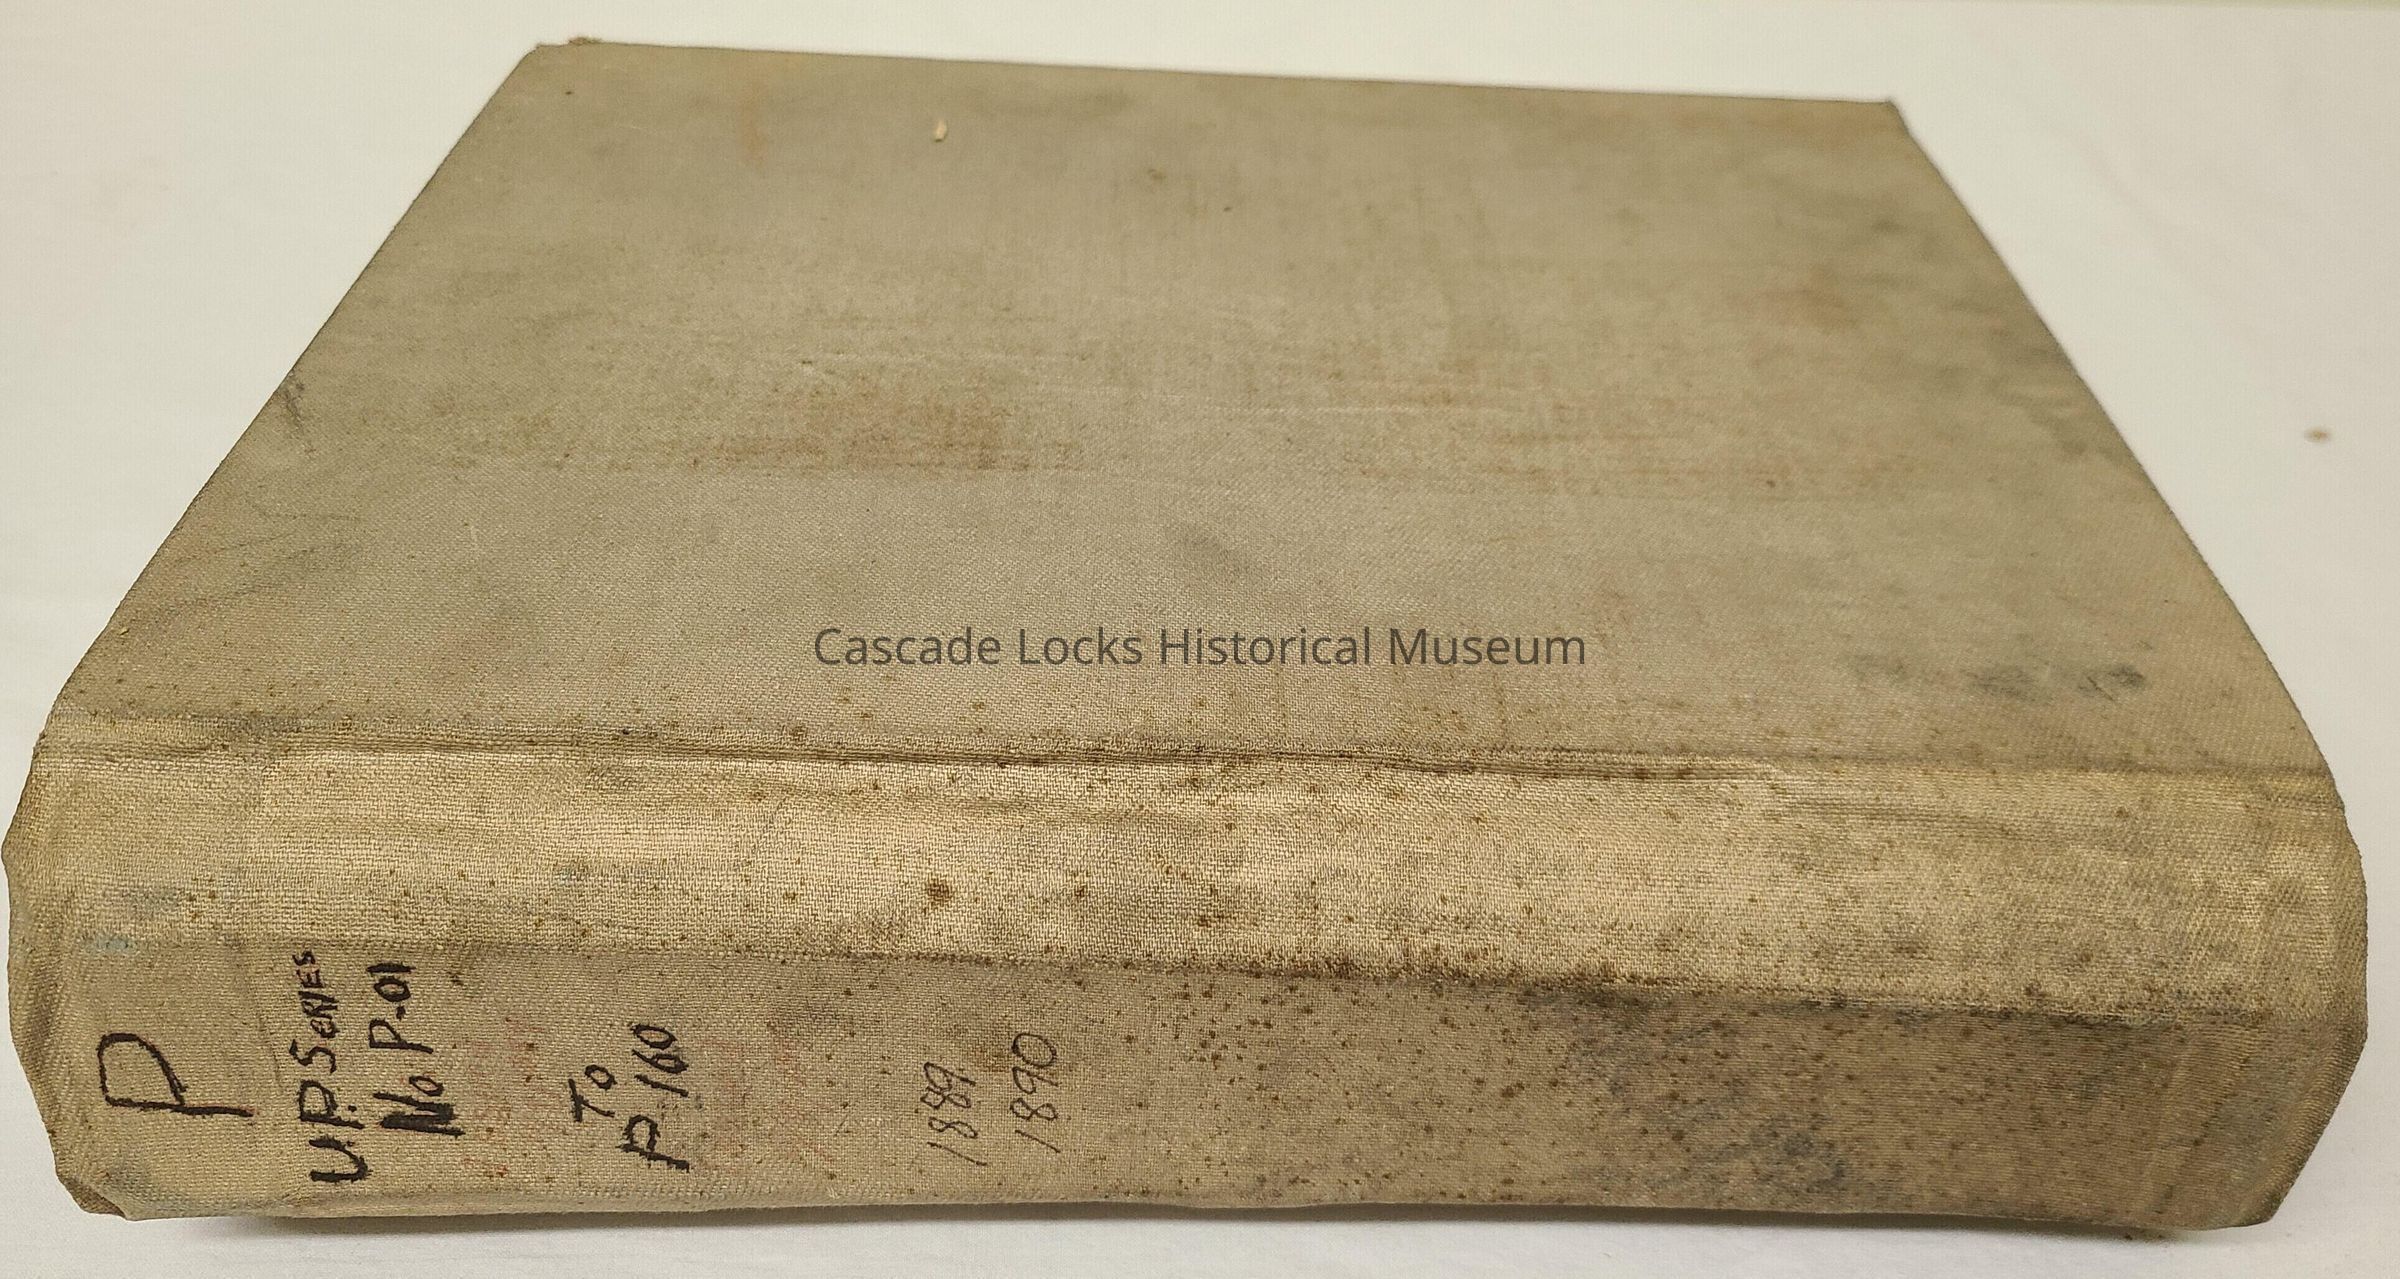 P
U.P. SERIES
No P-01
To
P 160
1889
1890
Cascade Locks Historical Museum